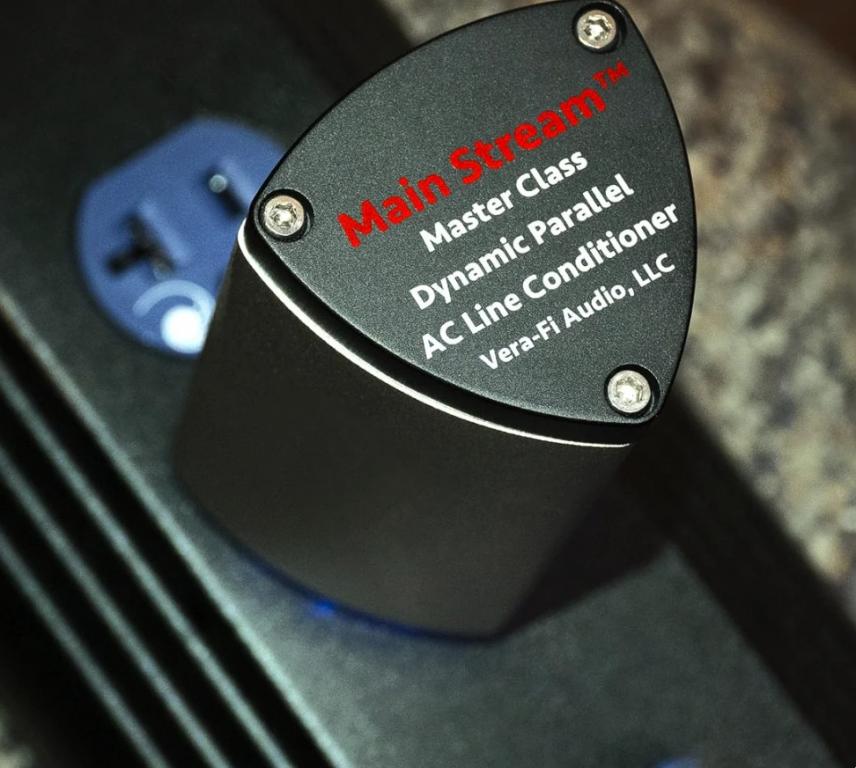 Main Stream™
Master Class
Dynamic Parallel
AC Line Conditioner
Vera-Fi Audio, LLC